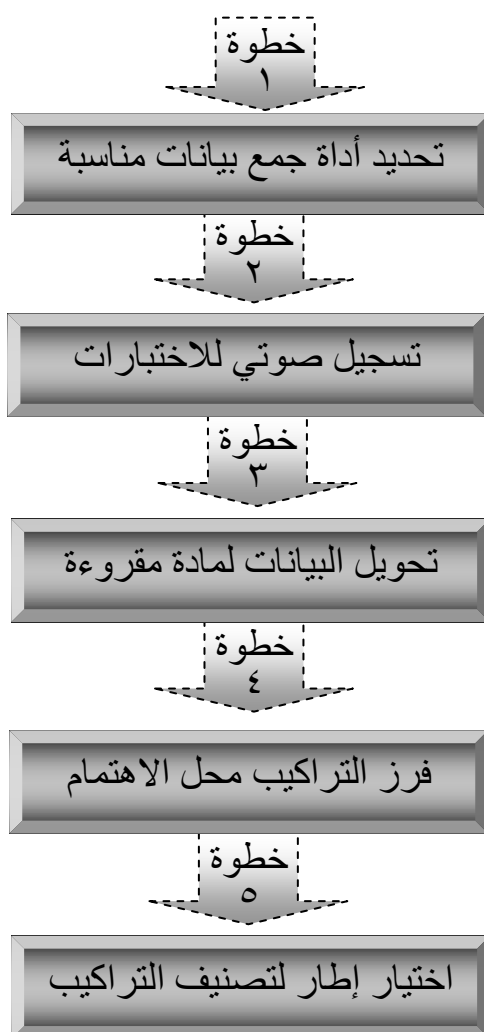 خطوة
١
تحديد أداة جمع بيانات مناسبة
خطوة
٢
تسجيل صوتي للاختبارات
خطوة
٣
تحويل البيانات لمادة مقروءة
خطوة
٤
فرز التراكيب محل الاهتمام
خطوة
٥
اختيار إطار لتصنيف التراكيب